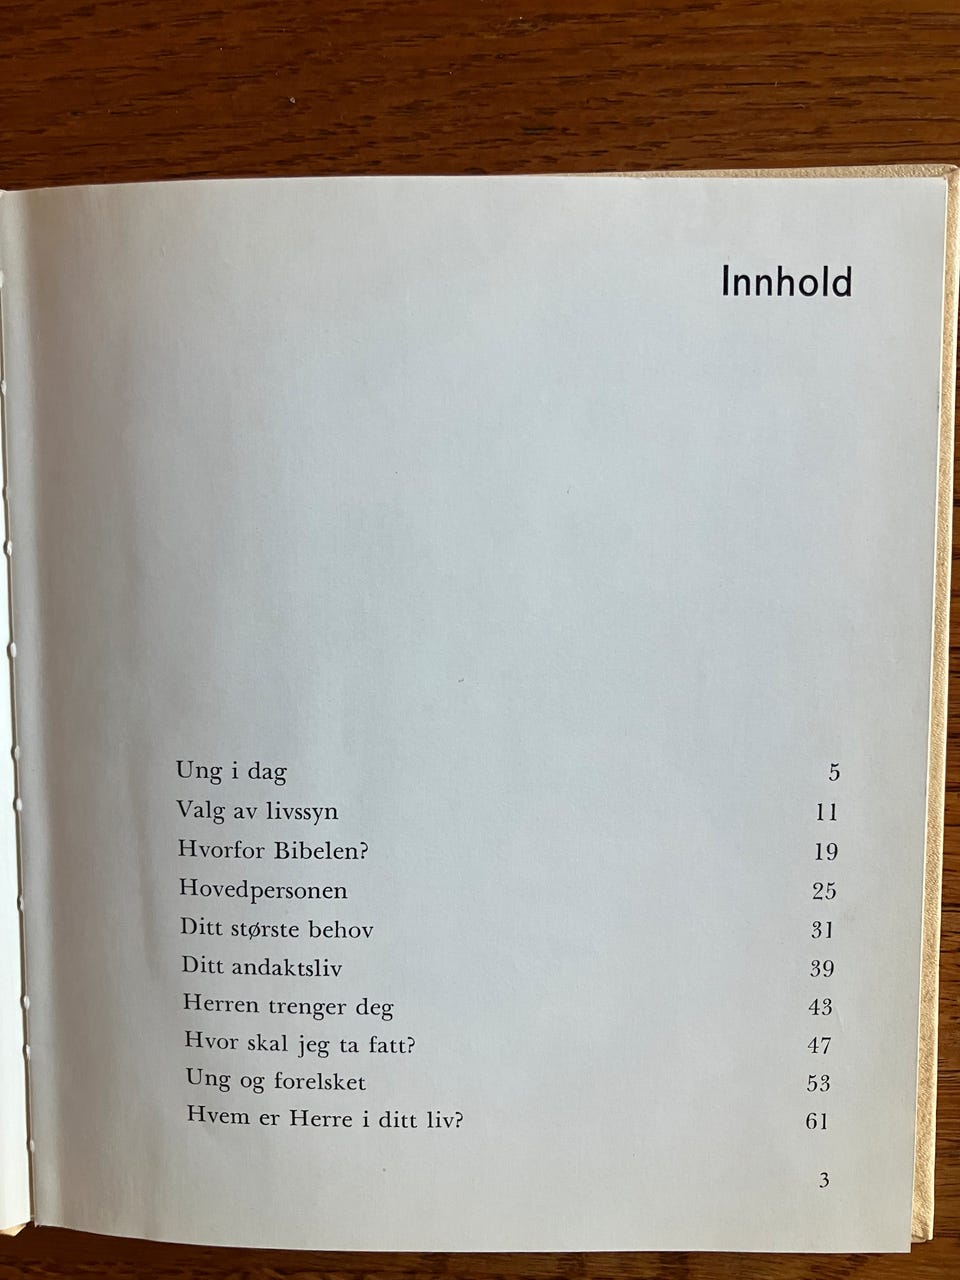 Innhold
Ung i dag 5
Valg av livssyn 11
Hvorfor Bibelen? 19
Hovedpersonen 25
Ditt største behov 31
Ditt andaktsliv 39
Herren trenger deg 43
Hvor skal jeg ta fatt? 47
Ung og forelsket 53
Hvem er Herre i ditt liv? 61
3